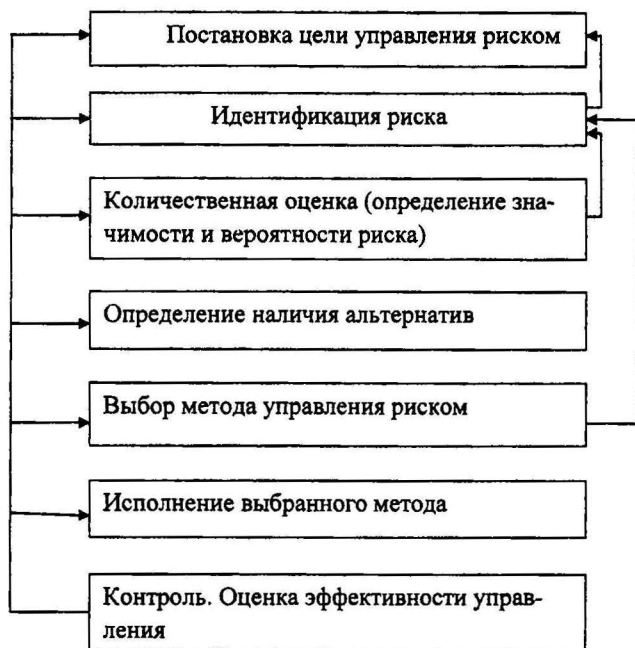 Постановка цели управления риском
Идентификация риска
Количественная оценка (определение зна-
чимости и вероятности риска)
Определение наличия альтернатив
Выбор метода управления риском
Исполнение выбранного метода
Контроль. Оценка эффективности управ-
ления